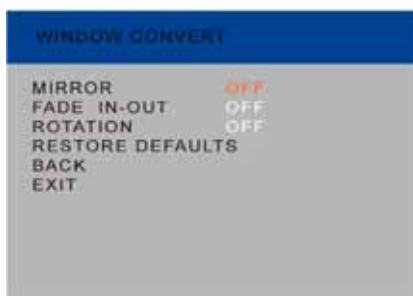 WINDOW CONVERT
MIRROR OFF
FADE IN-OUT OFF
ROTATION OFF
RESTORE DEFAULTS
BACK
EXIT